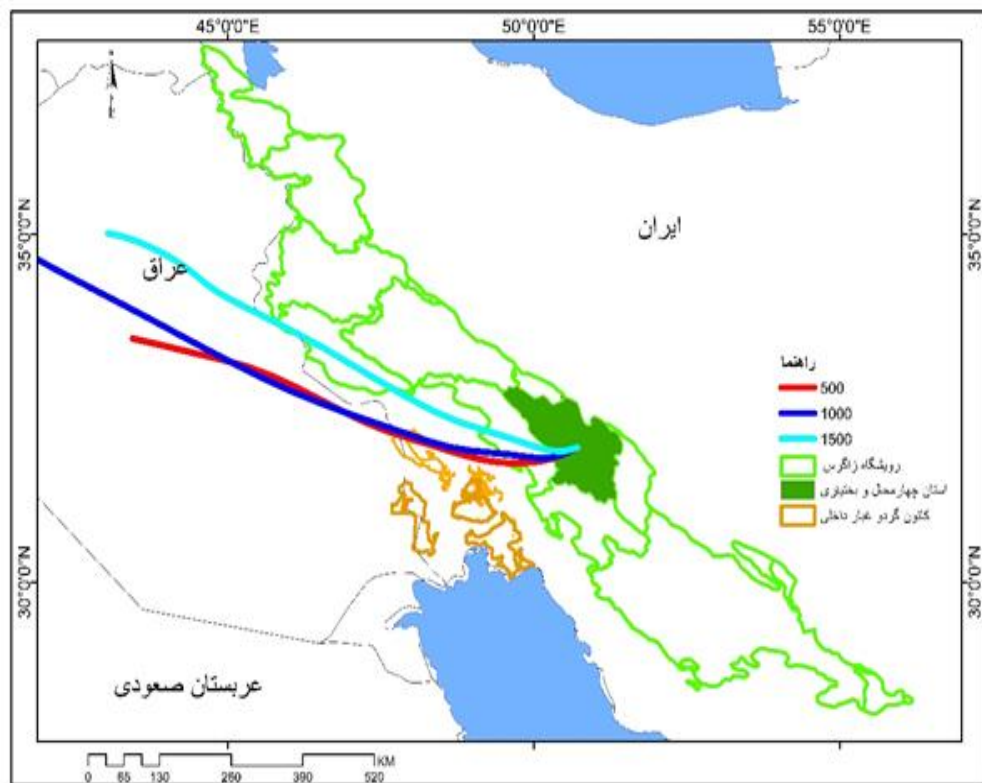 45°0'0"E 50°0'0"E 55°0'0"E
35°0'0"N 35°0'0"N
ایران
عراق
راهنما
500
1000
1500
رویشگاه زاگرس
استان چهارمحال و بختیاری
کانون گردو غبار داخلی
30°0'0"N 30°0'0"N
عربستان صعودی
KM
0 65 130 260 390 520